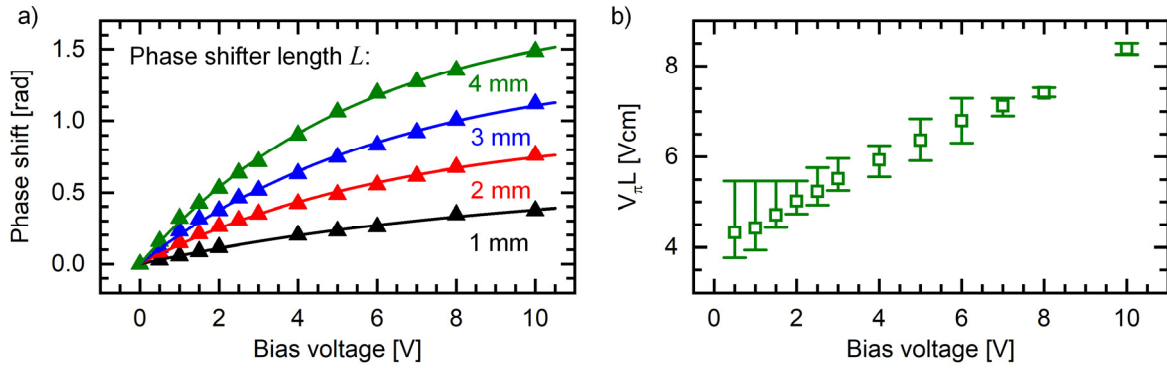 a)
Phase shifter length L:
4 mm
3 mm
2 mm
1 mm
1.5
1.0
0.5
0.0
Phase shift [rad]
0 2 4 6 8 10
Bias voltage [V]
b)
8
6
4
VπL [Vcm]
0 2 4 6 8 10
Bias voltage [V]